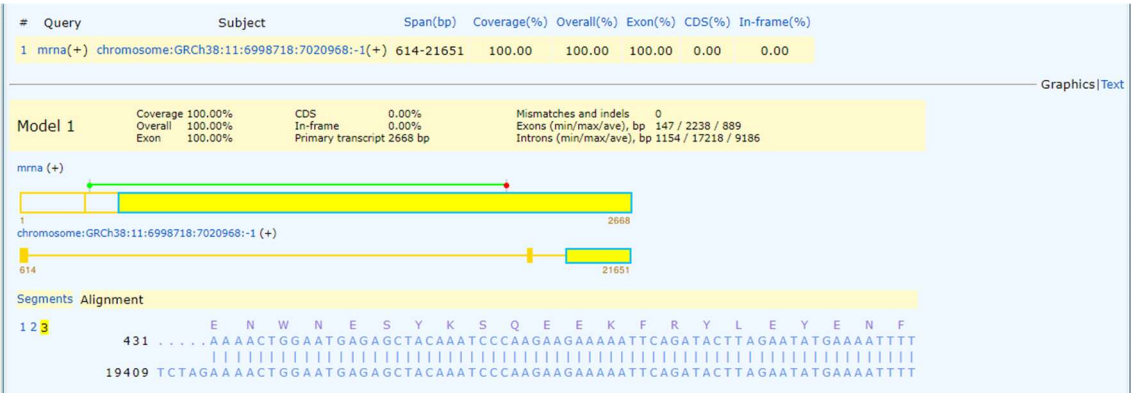 # Query Subject Span(bp) Coverage(%) Overall(%) Exon(%) CDS(%) In-frame(%)
1 mrna(+) chromosome:GRCh38:11:6998718:7020968:-1(+) 614-21651 100.00 100.00 100.00 0.00 0.00
Graphics|Text
Model 1
Coverage 100.00% CDS 0.00% Mismatches and indels 0
Overall 100.00% In-frame 0.00% Exons (min/max/ave), bp 147 / 2238 / 889
Exon 100.00% Primary transcript 2668 bp Introns (min/max/ave), bp 1154 / 17218 / 9186
mrna (+)
1 2668
chromosome:GRCh38:11:6998718:7020968:-1 (+)
614 21651
Segments Alignment
1 2 3 E N W N E S Y K S Q E E K F R Y L E Y E N F
431 .....AAAACTGGAATGAGAGCTACAAATCCCAAGAAGAAAAATTCAGATACTTAGAATATGAAAATTTT
19409 TCTAGAAAACTGGAATGAGAGCTACAAATCCCAAGAAGAAAAATTCAGATACTTAGAATATGAAAATTTT